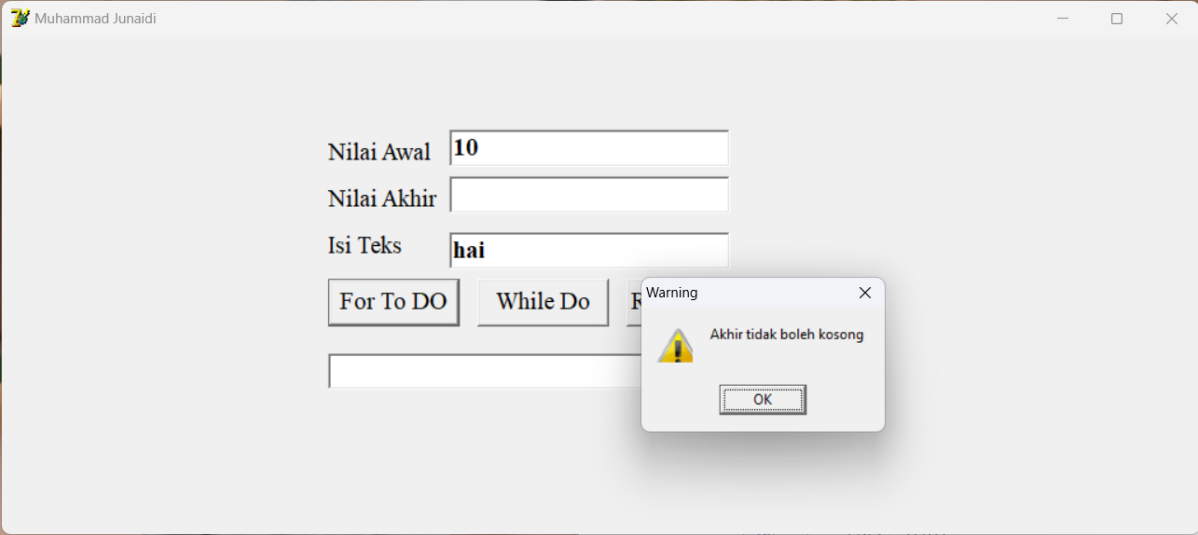 Muhammad Junaidi
Nilai Awal 10
Nilai Akhir
Isi Teks hai
For To DO While Do
Warning
Akhir tidak boleh kosong
OK